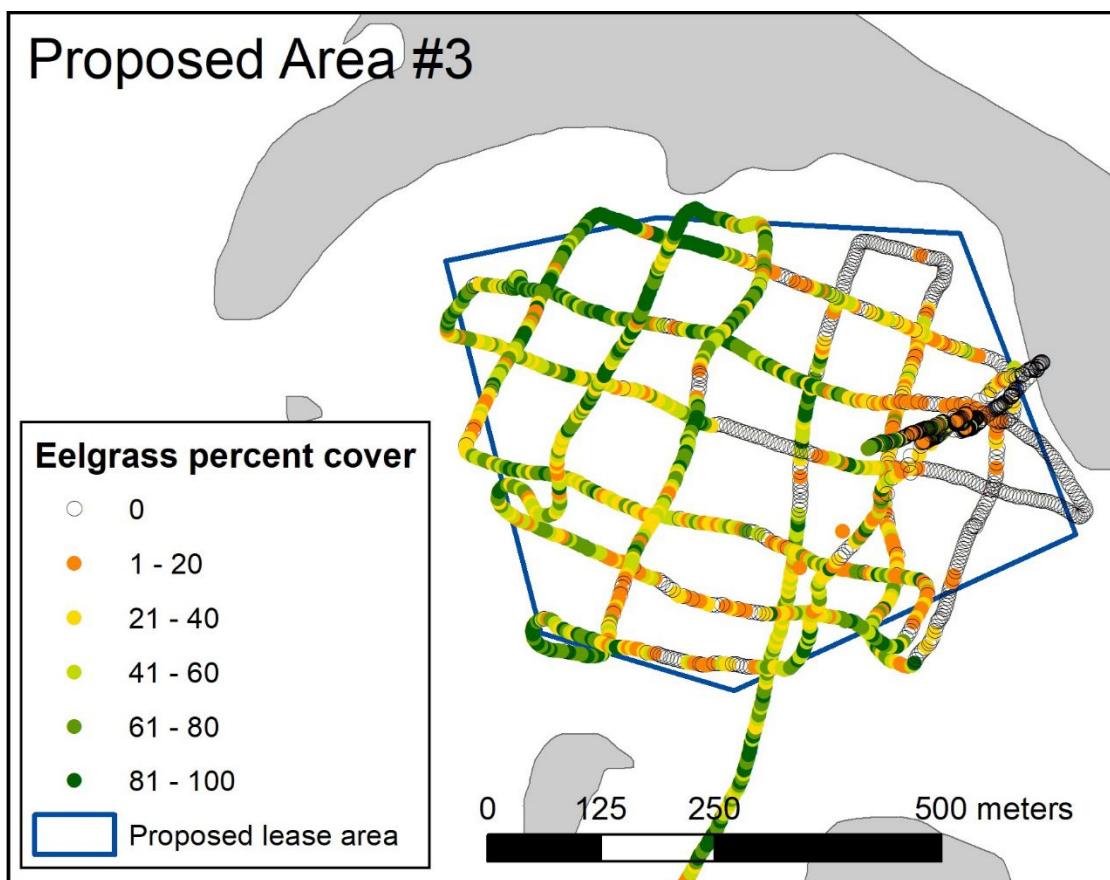 Proposed Area #3
Eelgrass percent cover
0
1 - 20
21 - 40
41 - 60
61 - 80
81 - 100
Proposed lease area
0 125 250 500 meters